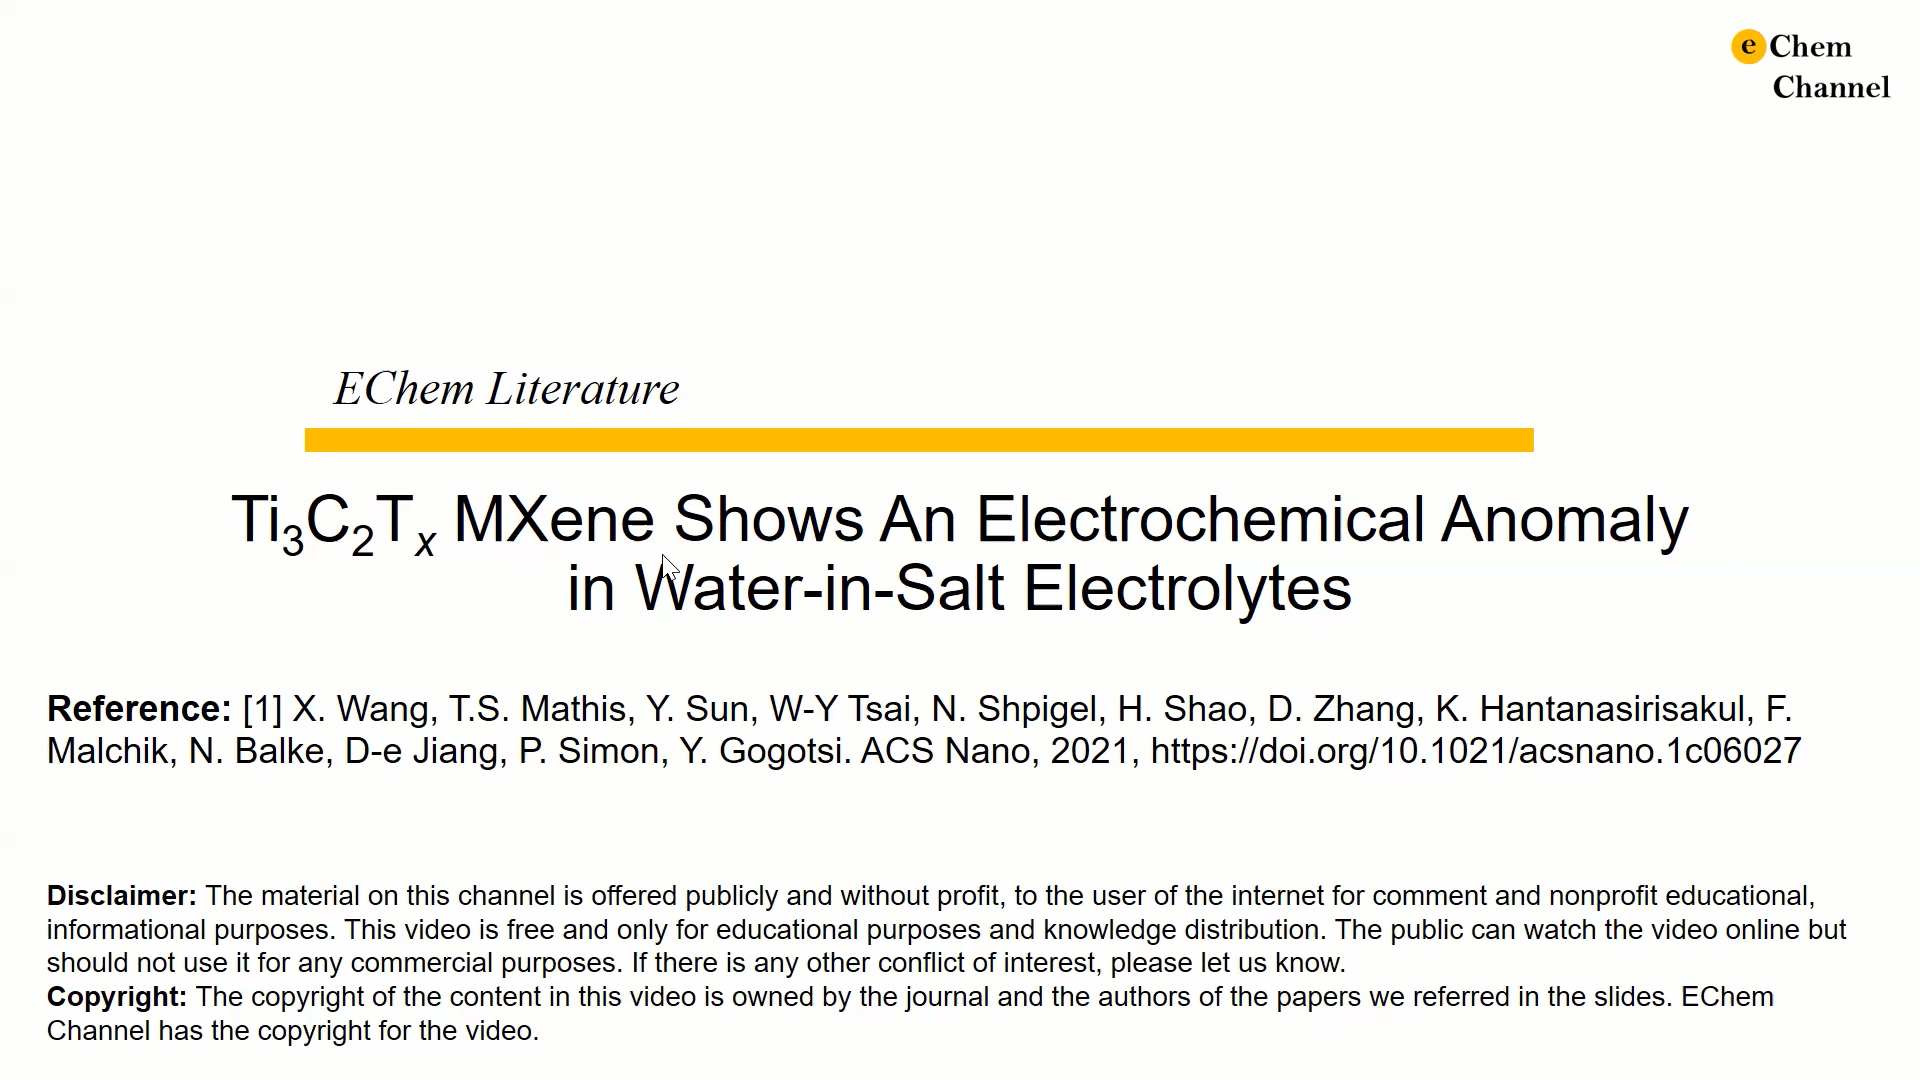 e Chem
Channel
EChem Literature
Ti₃C₂Tₓ MXene Shows An Electrochemical Anomaly
in Water-in-Salt Electrolytes
Reference: [1] X. Wang, T.S. Mathis, Y. Sun, W-Y Tsai, N. Shpigel, H. Shao, D. Zhang, K. Hantanasirisakul, F.
Malchik, N. Balke, D-e Jiang, P. Simon, Y. Gogotsi. ACS Nano, 2021, https://doi.org/10.1021/acsnano.1c06027
Disclaimer: The material on this channel is offered publicly and without profit, to the user of the internet for comment and nonprofit educational,
informational purposes. This video is free and only for educational purposes and knowledge distribution. The public can watch the video online but
should not use it for any commercial purposes. If there is any other conflict of interest, please let us know.
Copyright: The copyright of the content in this video is owned by the journal and the authors of the papers we referred in the slides. EChem
Channel has the copyright for the video.